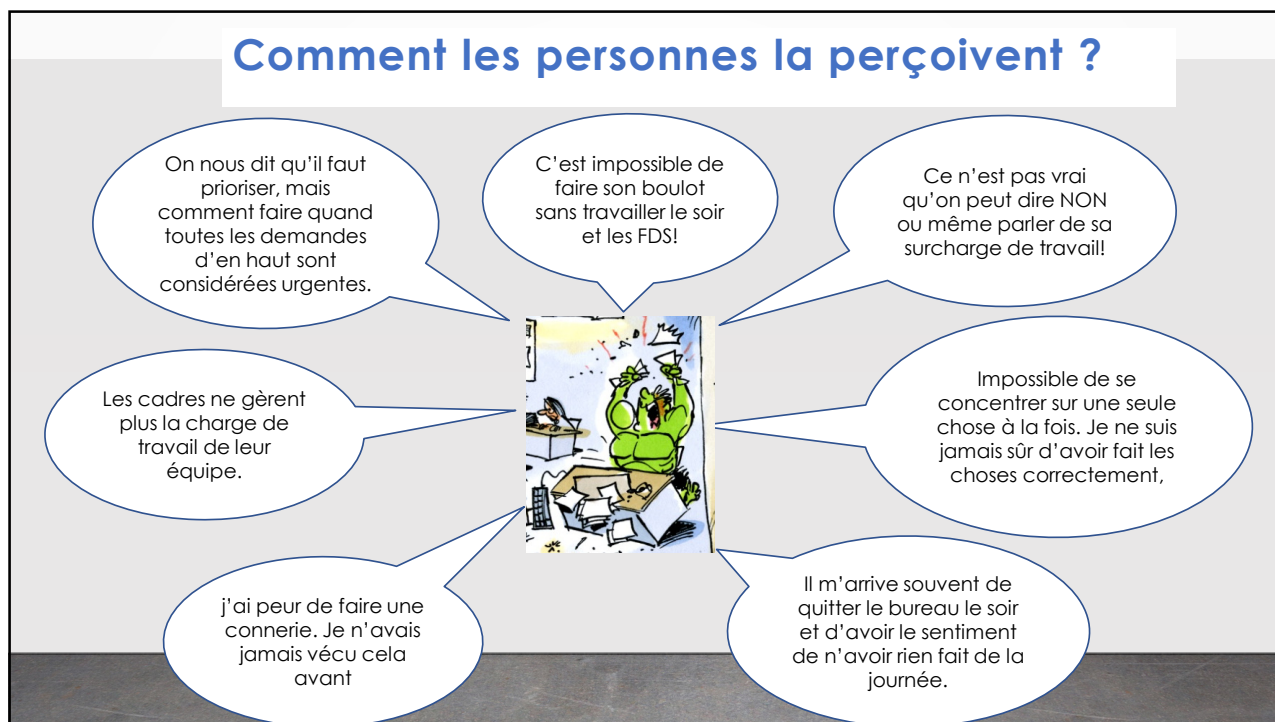 Comment les personnes la perçoivent ?
On nous dit qu'il faut
prioriser, mais
comment faire quand
toutes les demandes
d'en haut sont
considérées urgentes.
C'est impossible de
faire son boulot
sans travailler le soir
et les FDS!
Ce n'est pas vrai
qu'on peut dire NON
ou même parler de sa
surcharge de travail!
Les cadres ne gèrent
plus la charge de
travail de leur
équipe.
Impossible de se
concentrer sur une seule
chose à la fois. Je ne suis
jamais sûr d'avoir fait les
choses correctement,
j'ai peur de faire une
connerie. Je n'avais
jamais vécu cela
avant
Il m'arrive souvent de
quitter le bureau le soir
et d'avoir le sentiment
de n'avoir rien fait de la
journée.